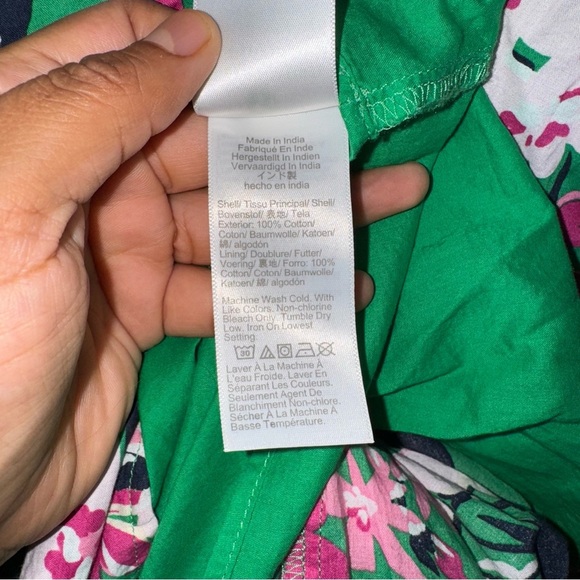 Made In India
Fabriqué En Inde
Hergestellt In Indien
Vervaardigd In India
インド製
hecho en india
Shell/ Tissu Principal/ Shell/
Bovenstof/ 表地/ Tela
Exterior: 100% Cotton/
Coton/ Baumwolle/ Katoen/
綿/ algodón
Lining/ Doublure/ Futter/
Voering/ 裏地/ Forro: 100%
Cotton/ Coton/ Baumwolle/
Katoen/ 綿/ algodón
Machine Wash Cold. With
Like Colors. Non-chlorine
Bleach Only. Tumble Dry
Low. Iron On Lowest
Setting.
30
Laver À La Machine À
L'eau Froide. Laver En
Séparant Les Couleurs.
Seulement Agent De
Blanchiment Non-chlore.
Sécher À La Machine À
Basse Température.